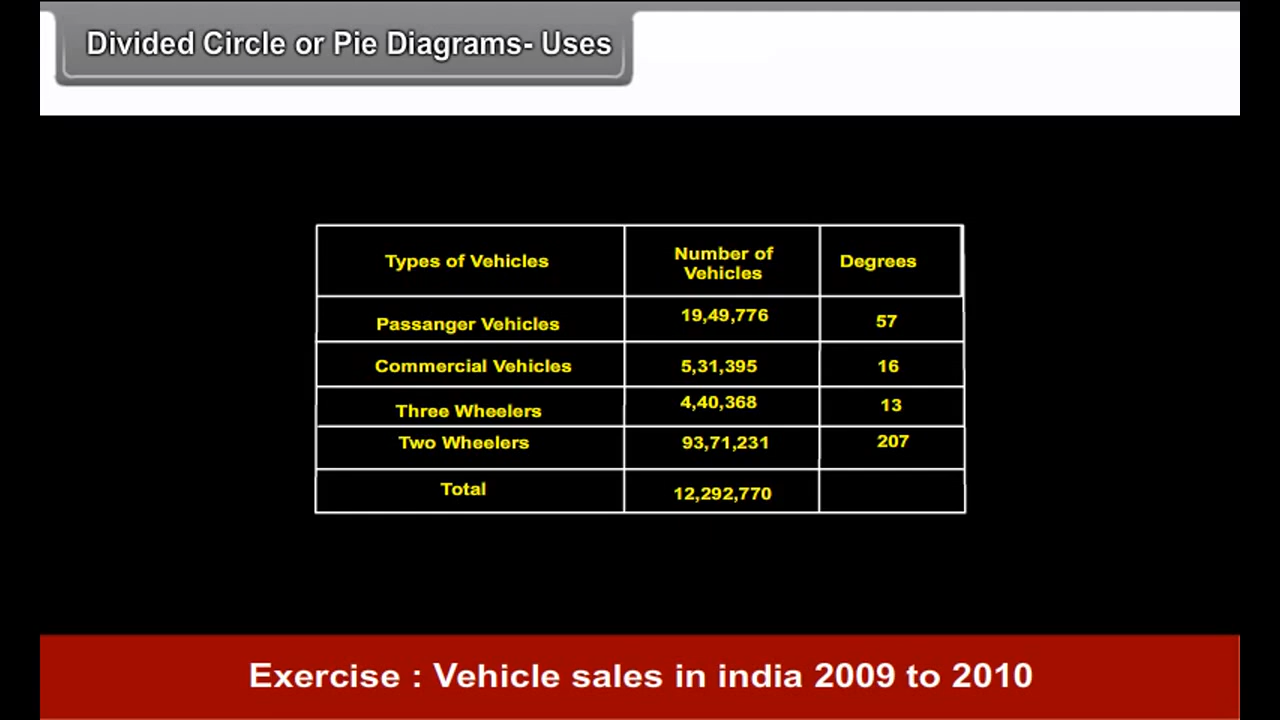 Divided Circle or Pie Diagrams- Uses
Types of Vehicles
Number of
Vehicles
Degrees
Passanger Vehicles
19,49,776
57
Commercial Vehicles
5,31,395
16
Three Wheelers
4,40,368
13
Two Wheelers
93,71,231
207
Total
12,292,770
Exercise : Vehicle sales in india 2009 to 2010